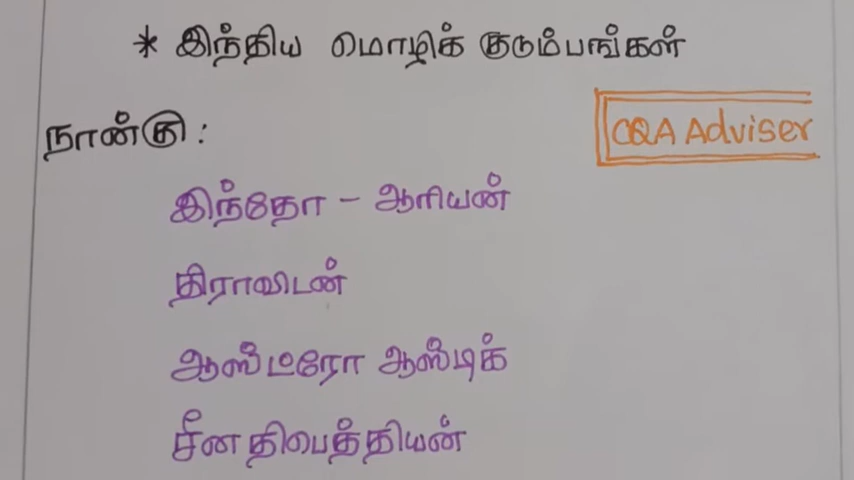 * இந்திய மொழிக் குடும்பங்கள்
நான்கு :
CQA Adviser
இந்தோ - ஆரியன்
திராவிடன்
ஆஸ்ட்ரோ ஆஸ்டிக்
சீன திபெத்தியன்